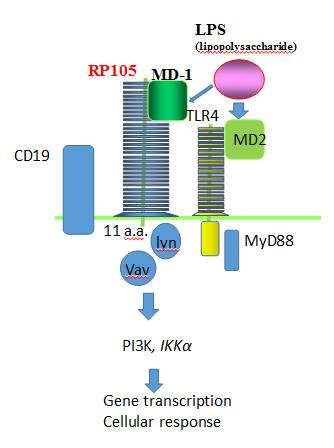 LPS
(lipopolysaccharide)
RP105
MD-1
TLR4
MD2
CD19
11 a.a.
lyn
MyD88
Vav
PI3K, IKKα
Gene transcription
Cellular response